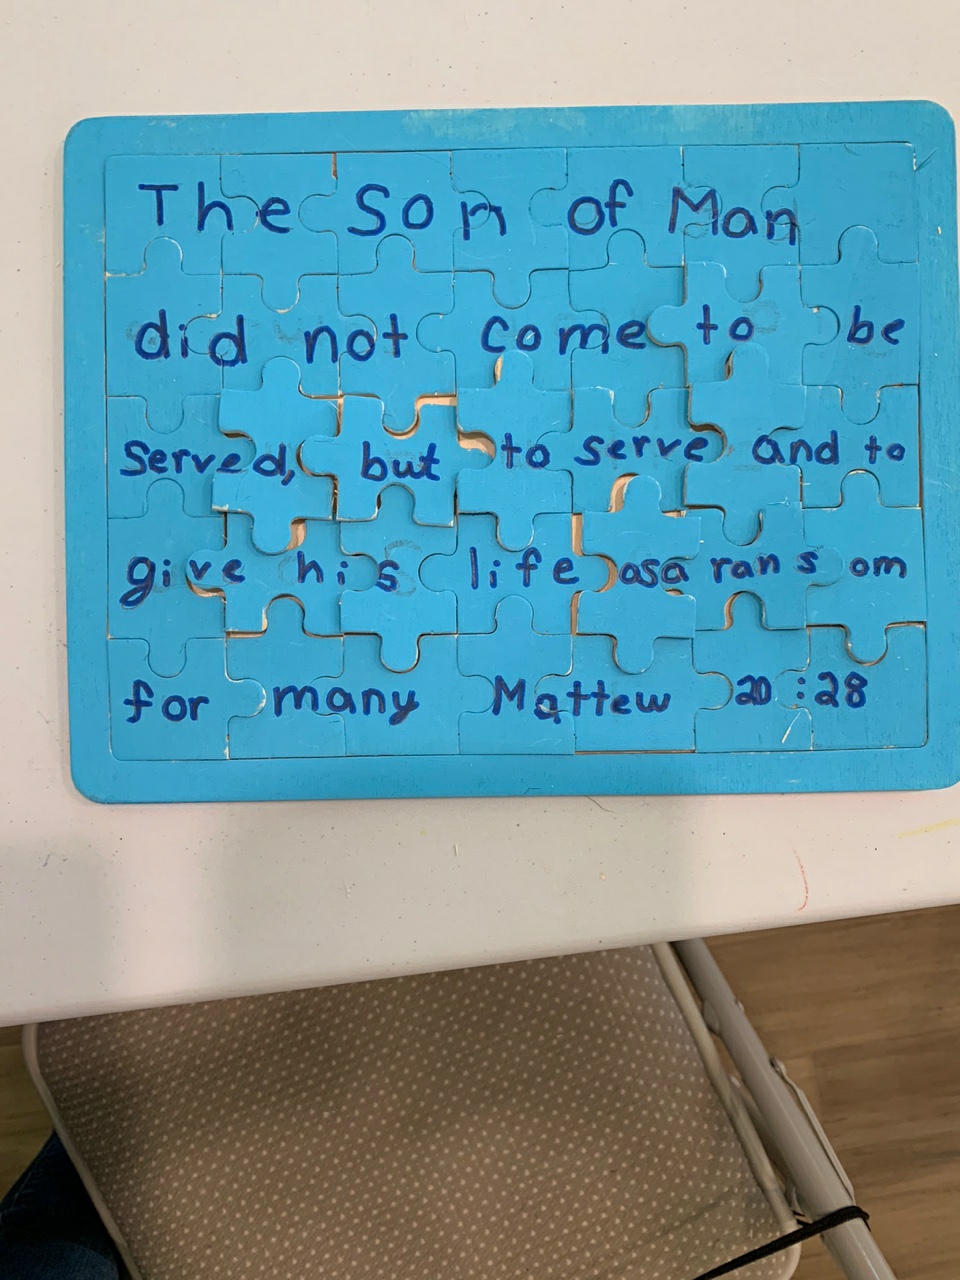 The Son of Man
did not come to be
Served, but to serve and to
give his life as a ransom
for many Mattew 20:28